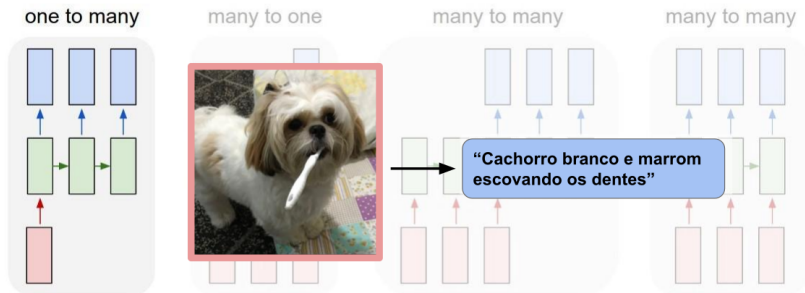 one to many
many to one
many to many
many to many
“Cachorro branco e marrom
escovando os dentes”